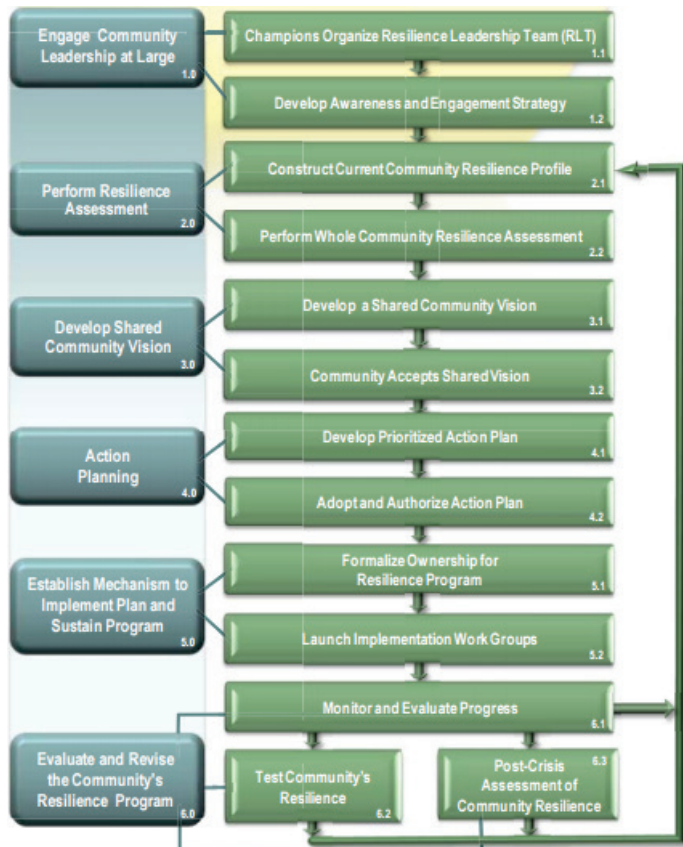 Engage Community
Leadership at Large
1.0
Champions Organize Resilience Leadership Team (RLT)
1.1
Develop Awareness and Engagement Strategy
1.2
Perform Resilience
Assessment
2.0
Construct Current Community Resilience Profile
2.1
Perform Whole Community Resilience Assessment
2.2
Develop Shared
Community Vision
3.0
Develop a Shared Community Vision
3.1
Community Accepts Shared Vision
3.2
Action
Planning
4.0
Develop Prioritized Action Plan
4.1
Adopt and Authorize Action Plan
4.2
Establish Mechanism to
Implement Plan and
Sustain Program
5.0
Formalize Ownership for
Resilience Program
5.1
Launch Implementation Work Groups
5.2
Evaluate and Revise
the Community's
Resilience Program
6.0
Monitor and Evaluate Progress
6.1
Test Community's
Resilience
6.2
6.3
Post-Crisis
Assessment of
Community Resilience